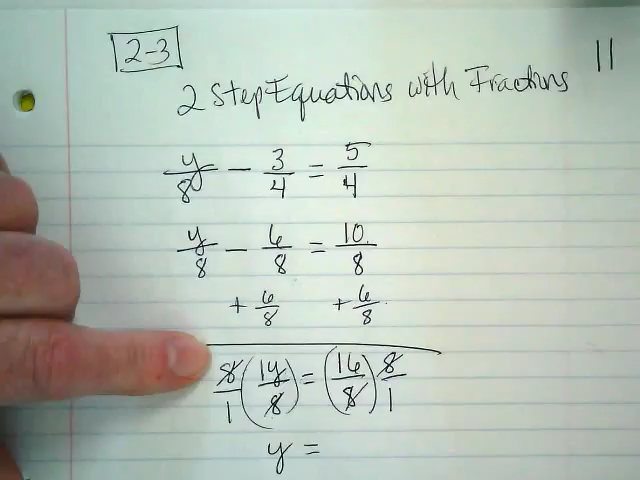 2-3
11
2 Step Equations with Fractions
y/8 - 3/4 = 5/4
y/8 - 6/8 = 10/8
+ 6/8 + 6/8
8/1 (1y/8) = (16/8) 8/1
y =